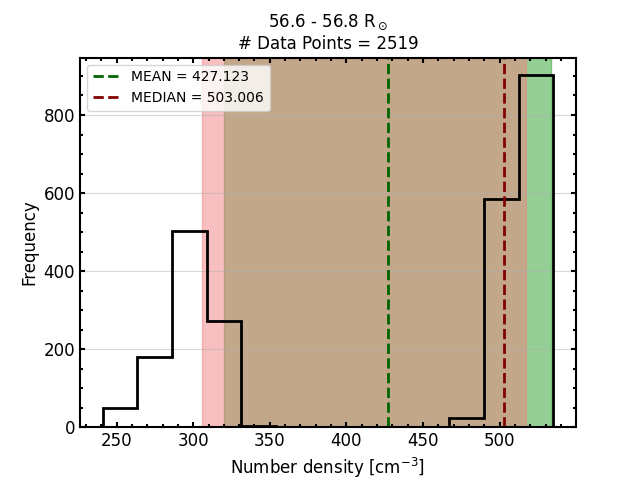 56.6 - 56.8 R⊙
# Data Points = 2519
MEAN = 427.123
MEDIAN = 503.006
800
600
400
200
0
Frequency
250 300 350 400 450 500
Number density [cm⁻³]